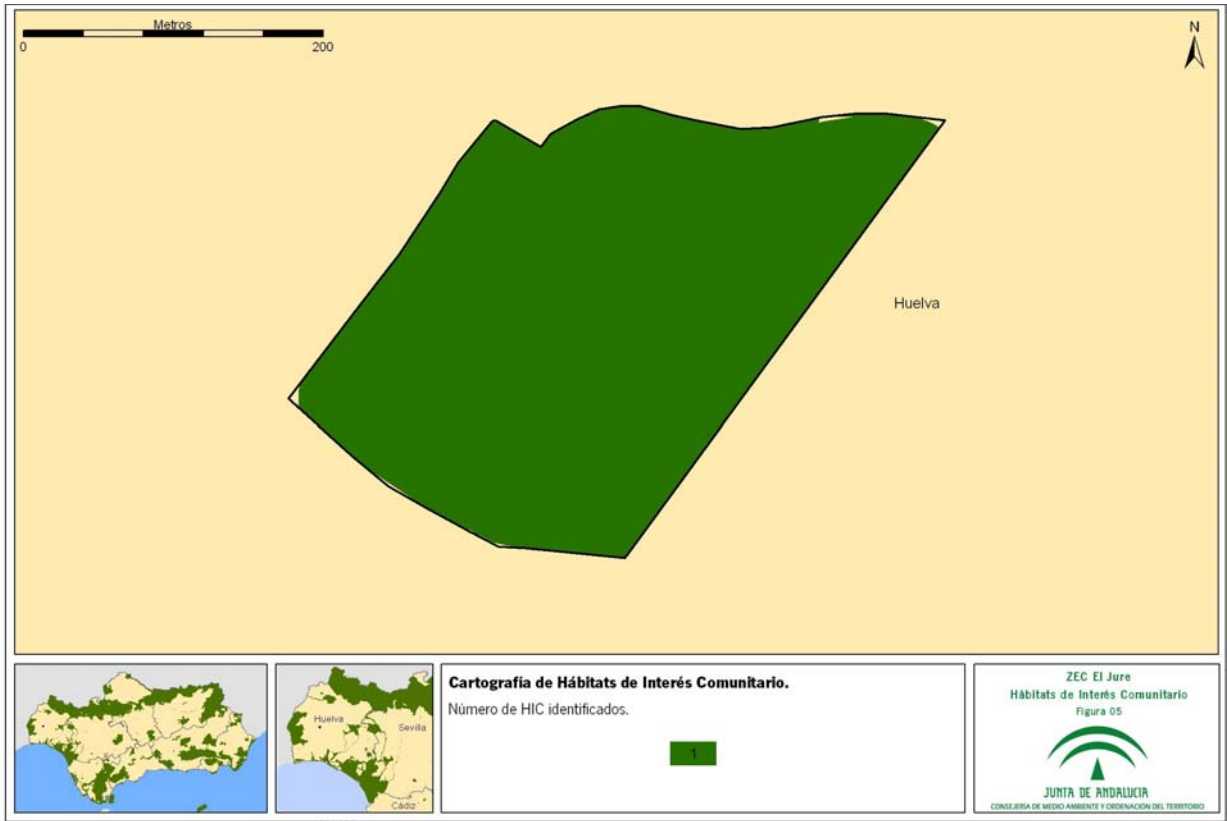 Metros
0 200
N
Huelva
Huelva
Sevilla
Cádiz
Cartografía de Hábitats de Interés Comunitario.
Número de HIC identificados.
1
ZEC El Jure
Hábitats de Interés Comunitario
Figura 05
JUNTA DE ANDALUCIA
CONSEJERÍA DE MEDIO AMBIENTE Y ORDENACIÓN DEL TERRITORIO